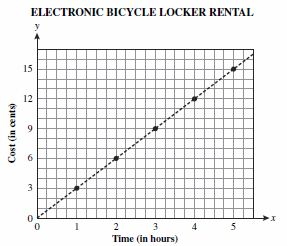 ELECTRONIC BICYCLE LOCKER RENTAL
y
15
12
9
6
3
0
Cost (in cents)
0 1 2 3 4 5 x
Time (in hours)